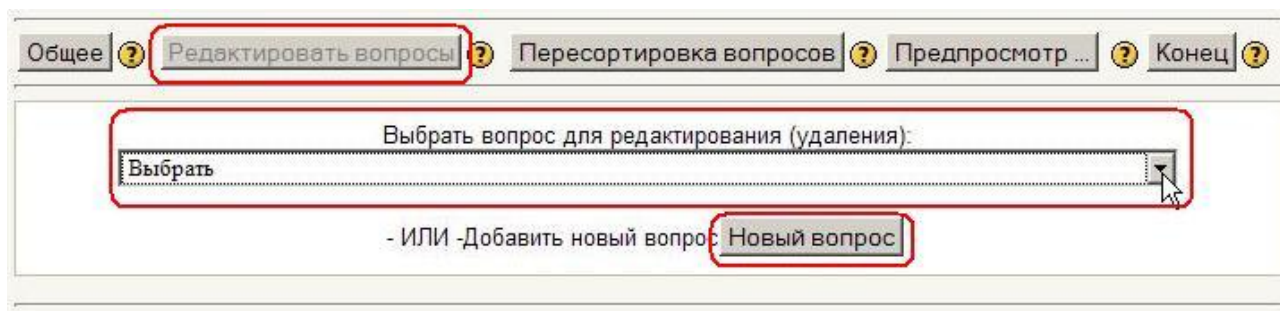 Общее ? Редактировать вопросы ? Пересортировка вопросов ? Предпросмотр ... ? Конец ?
Выбрать вопрос для редактирования (удаления):
Выбрать
- ИЛИ -Добавить новый вопрос Новый вопрос